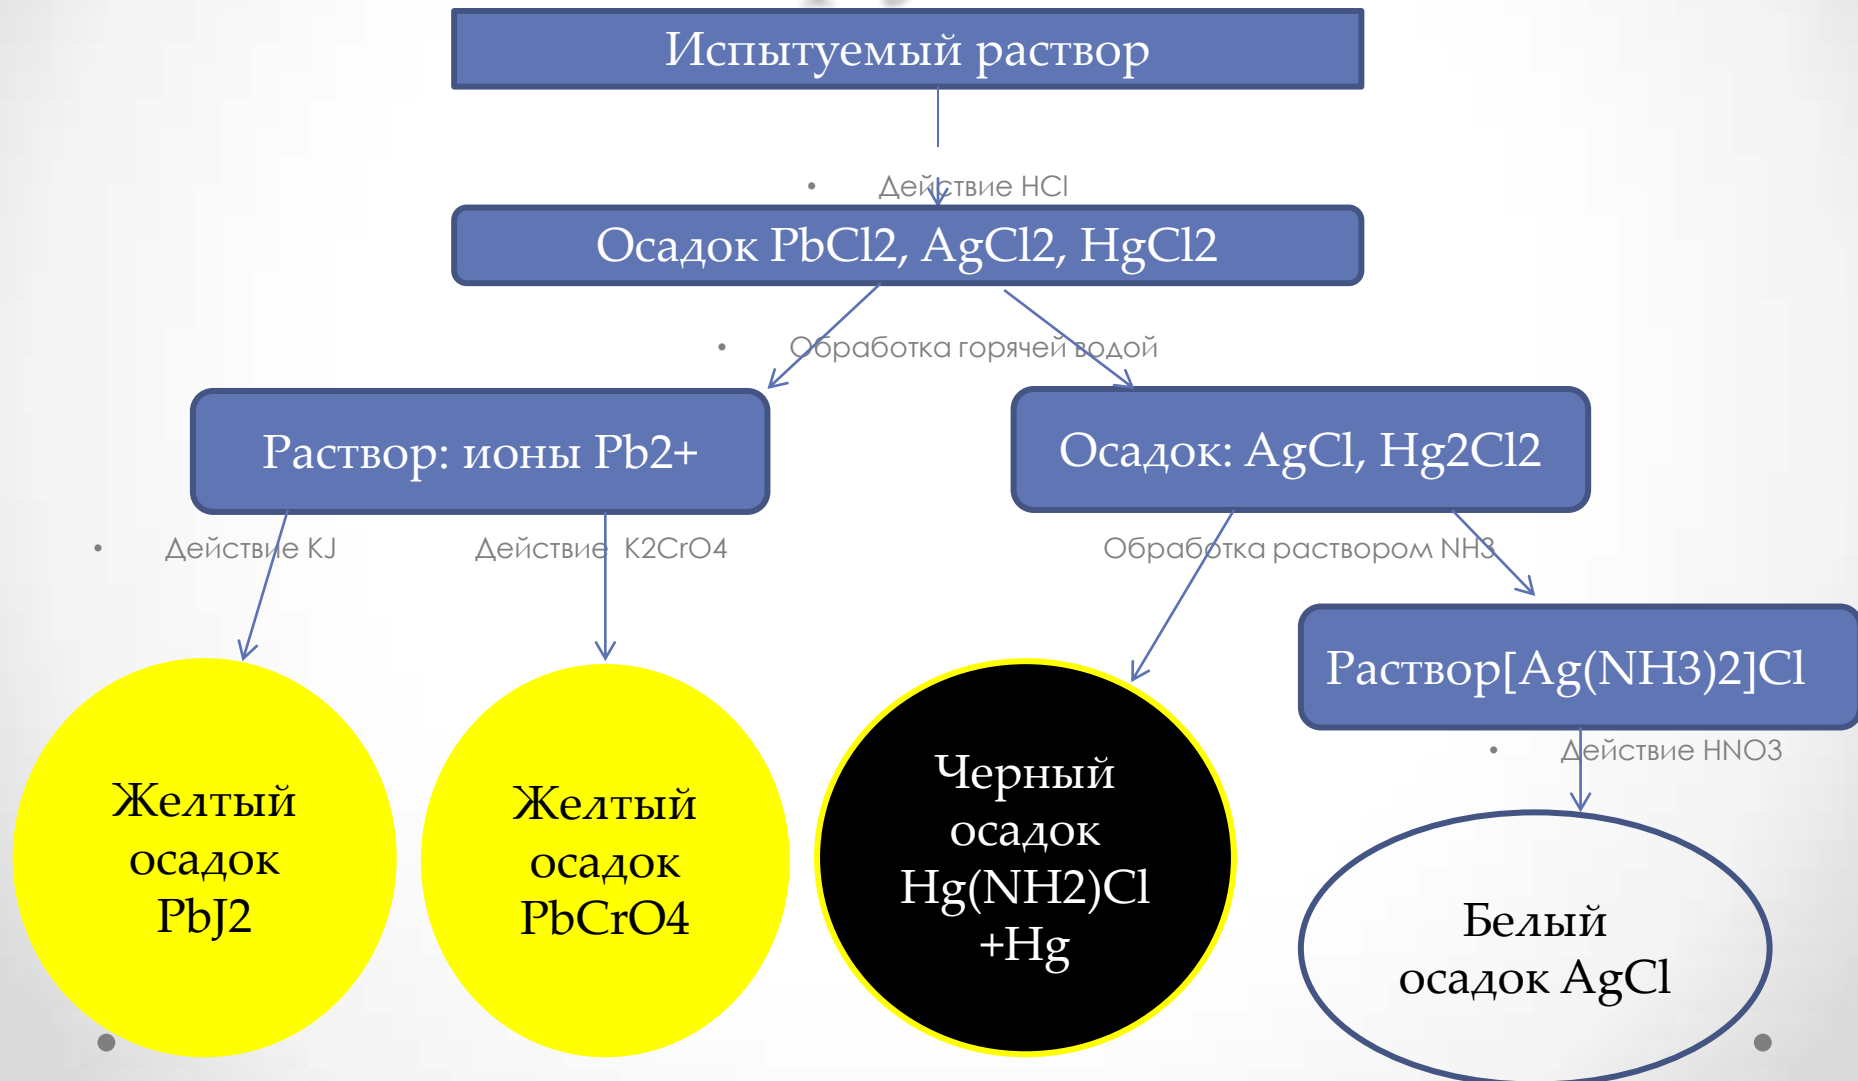 Испытуемый раствор
• Действие HCl
Осадок PbCl2, AgCl2, HgCl2
• Обработка горячей водой
Раствор: ионы Pb2+
Осадок: AgCl, Hg2Cl2
• Действие KJ
Действие K2CrO4
Обработка раствором NH3
Раствор[Ag(NH3)2]Cl
• Действие HNO3
Желтый
осадок
PbJ2
Желтый
осадок
PbCrO4
Черный
осадок
Hg(NH2)Cl
+Hg
Белый
осадок AgCl